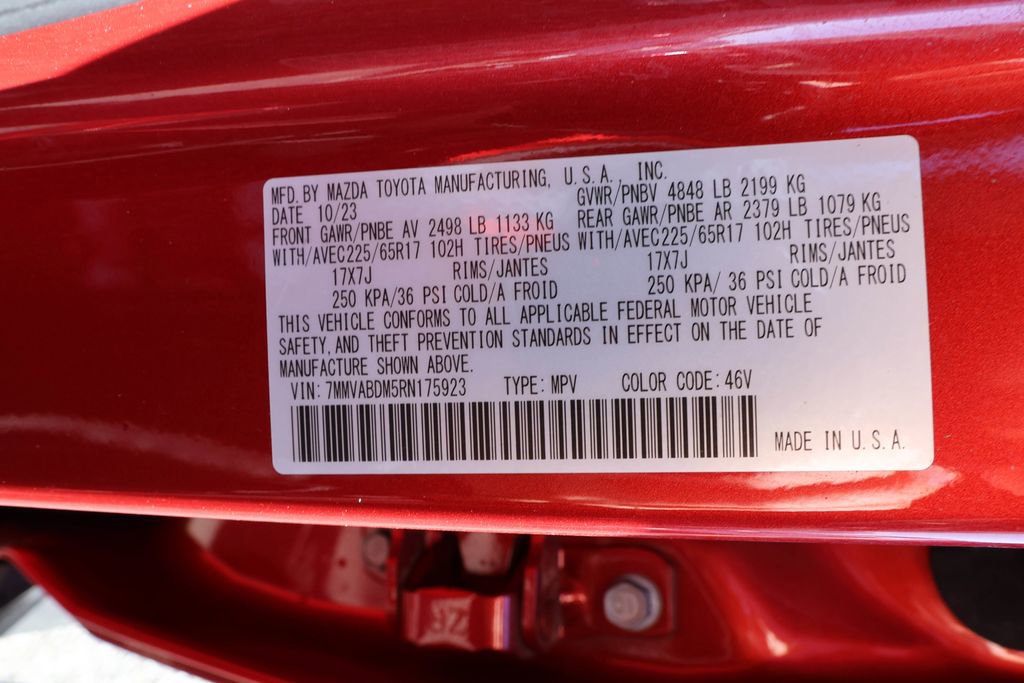 MFD. BY MAZDA TOYOTA MANUFACTURING, U.S.A., INC.
DATE 10/23 GVWR/PNBV 4848 LB 2199 KG
FRONT GAWR/PNBE AV 2498 LB 1133 KG REAR GAWR/PNBE AR 2379 LB 1079 KG
WITH/AVEC225/65R17 102H TIRES/PNEUS WITH/AVEC225/65R17 102H TIRES/PNEUS
17X7J RIMS/JANTES 17X7J RIMS/JANTES
250 KPA/36 PSI COLD/A FROID 250 KPA/ 36 PSI COLD/A FROID
THIS VEHICLE CONFORMS TO ALL APPLICABLE FEDERAL MOTOR VEHICLE
SAFETY, AND THEFT PREVENTION STANDARDS IN EFFECT ON THE DATE OF
MANUFACTURE SHOWN ABOVE.
VIN: 7MMVABDM5RN175923 TYPE: MPV COLOR CODE: 46V
MADE IN U.S.A.